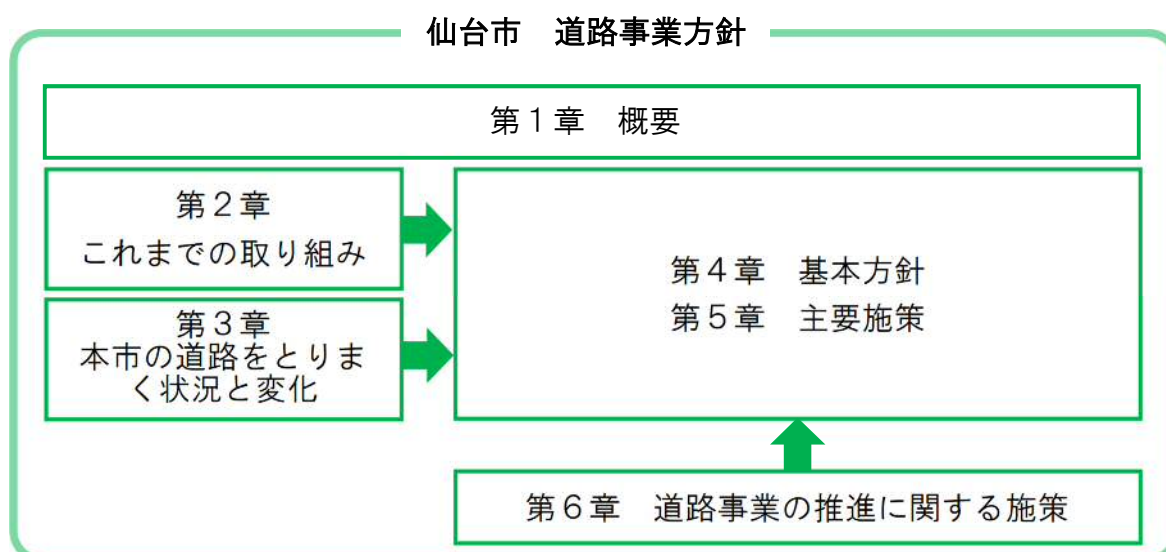 仙台市　道路事業方針
第１章　概要
第２章
これまでの取り組み
第３章
本市の道路をとりま
く状況と変化
第４章　基本方針
第５章　主要施策
第６章　道路事業の推進に関する施策